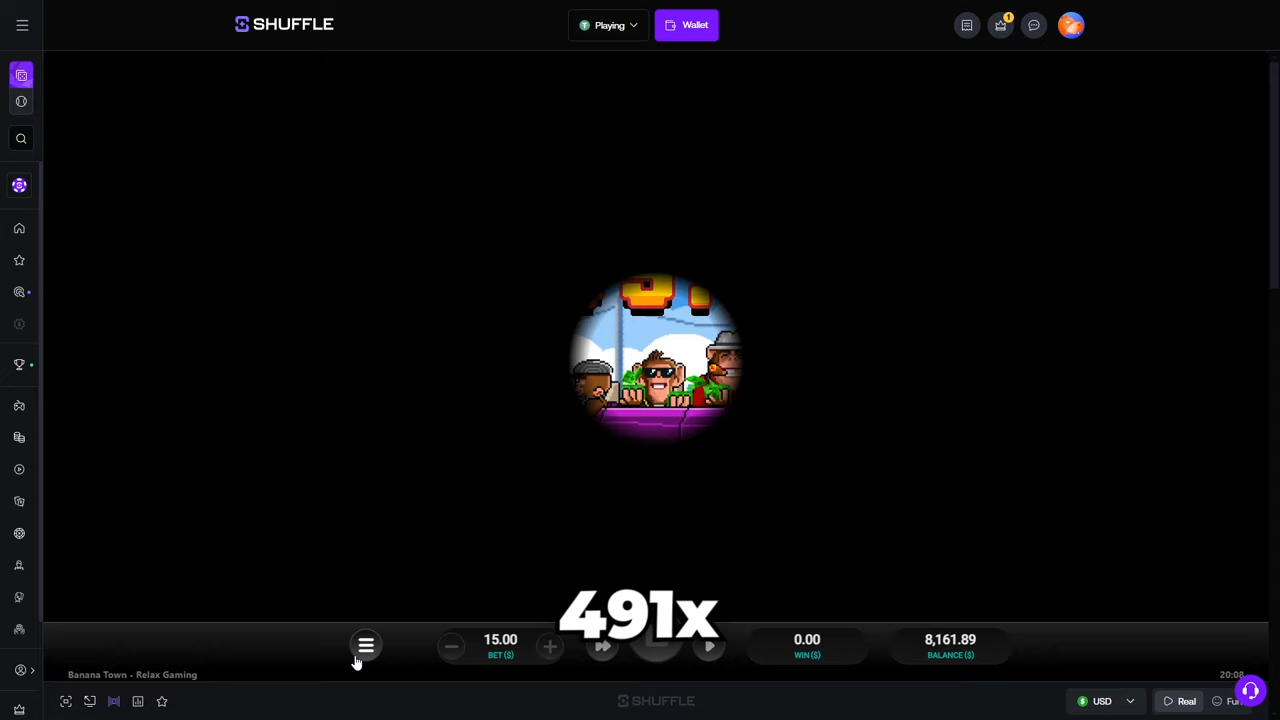 SHUFFLE
Playing
Wallet
1
491x
15.00
BET ($)
0.00
WIN ($)
8,161.89
BALANCE ($)
Banana Town - Relax Gaming
20:08
SHUFFLE
USD
Real